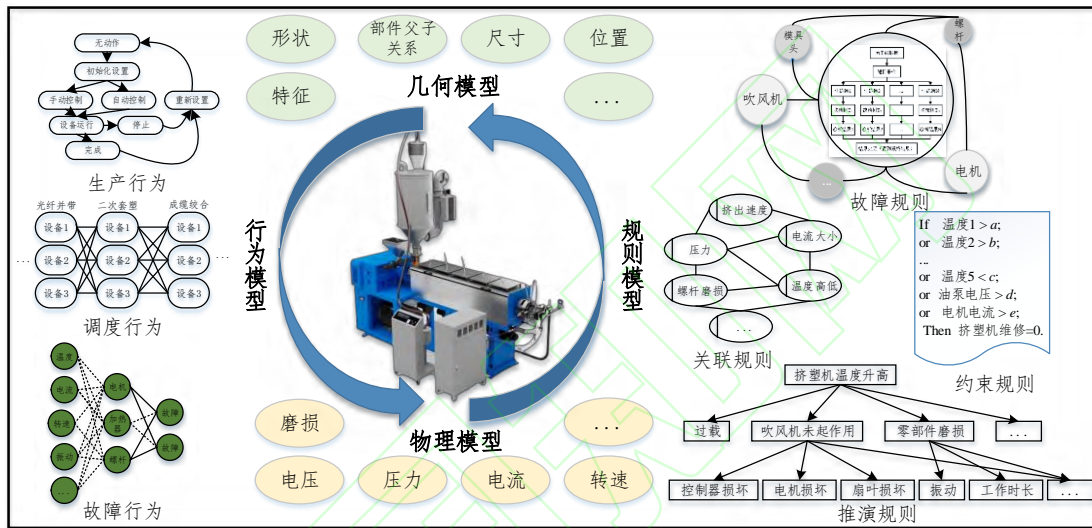 无动作
初始化设置
手动控制
自动控制
重新设置
设备运行
停止
完成
生产行为
光纤并带
二次套塑
成缆绞合
设备1
设备1
设备1
设备2
设备2
设备2
...
...
设备3
设备3
设备3
调度行为
温度
电流
转速
振动
...
电机
加热器
螺杆
故障
故障
故障行为
形状
部件父子
关系
尺寸
位置
特征
...
几何模型
行为模型
规则模型
物理模型
磨损
...
电压
压力
电流
转速
模具
头
螺
杆
吹风机
电机
...
故障规则
挤出速度
电流大小
压力
螺杆磨损
温度高低
...
关联规则
If 温度1>a;
or 温度2>b;
...
or 温度5<c;
or 油泵电压>d;
or 电机电流>e;
Then 挤塑机维修=0.
约束规则
挤塑机温度升高
过载
吹风机未起作用
零部件磨损
...
控制器损坏
电机损坏
扇叶损坏
振动
工作时长
...
推演规则